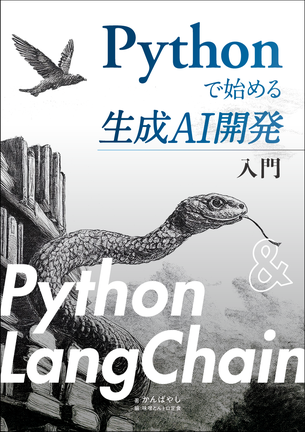 Python
で始める
生成AI開発
入門
&
Python
LangChain
著 かんばやし
編 味噌とんトロ定食